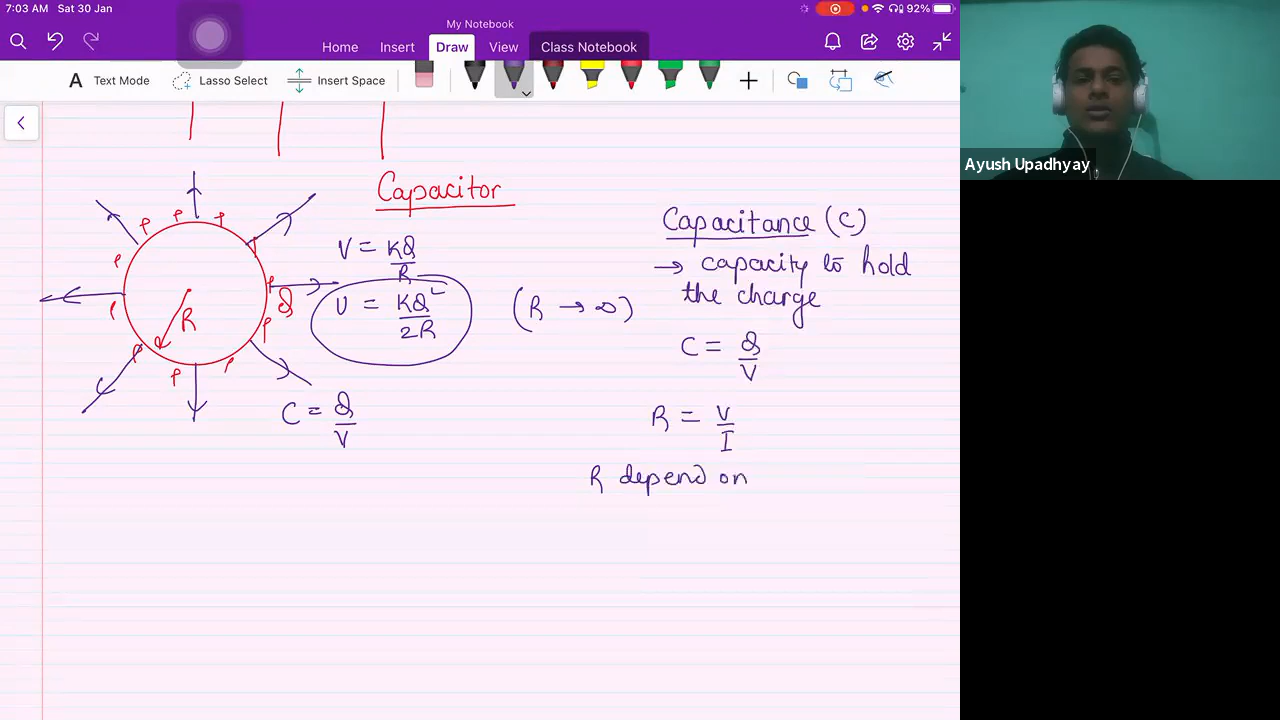 7:03 AM Sat 30 Jan
92%
My Notebook
Home Insert Draw View Class Notebook
A Text Mode Lasso Select Insert Space
Ayush Upadhyay
Capacitor
V = KQ/R
U = KQ²/2R
(R → ∞)
R
Q
C = Q/V
Capacitance (C)
→ capacity to hold
the charge
C = Q/V
R = V/I
R depend on